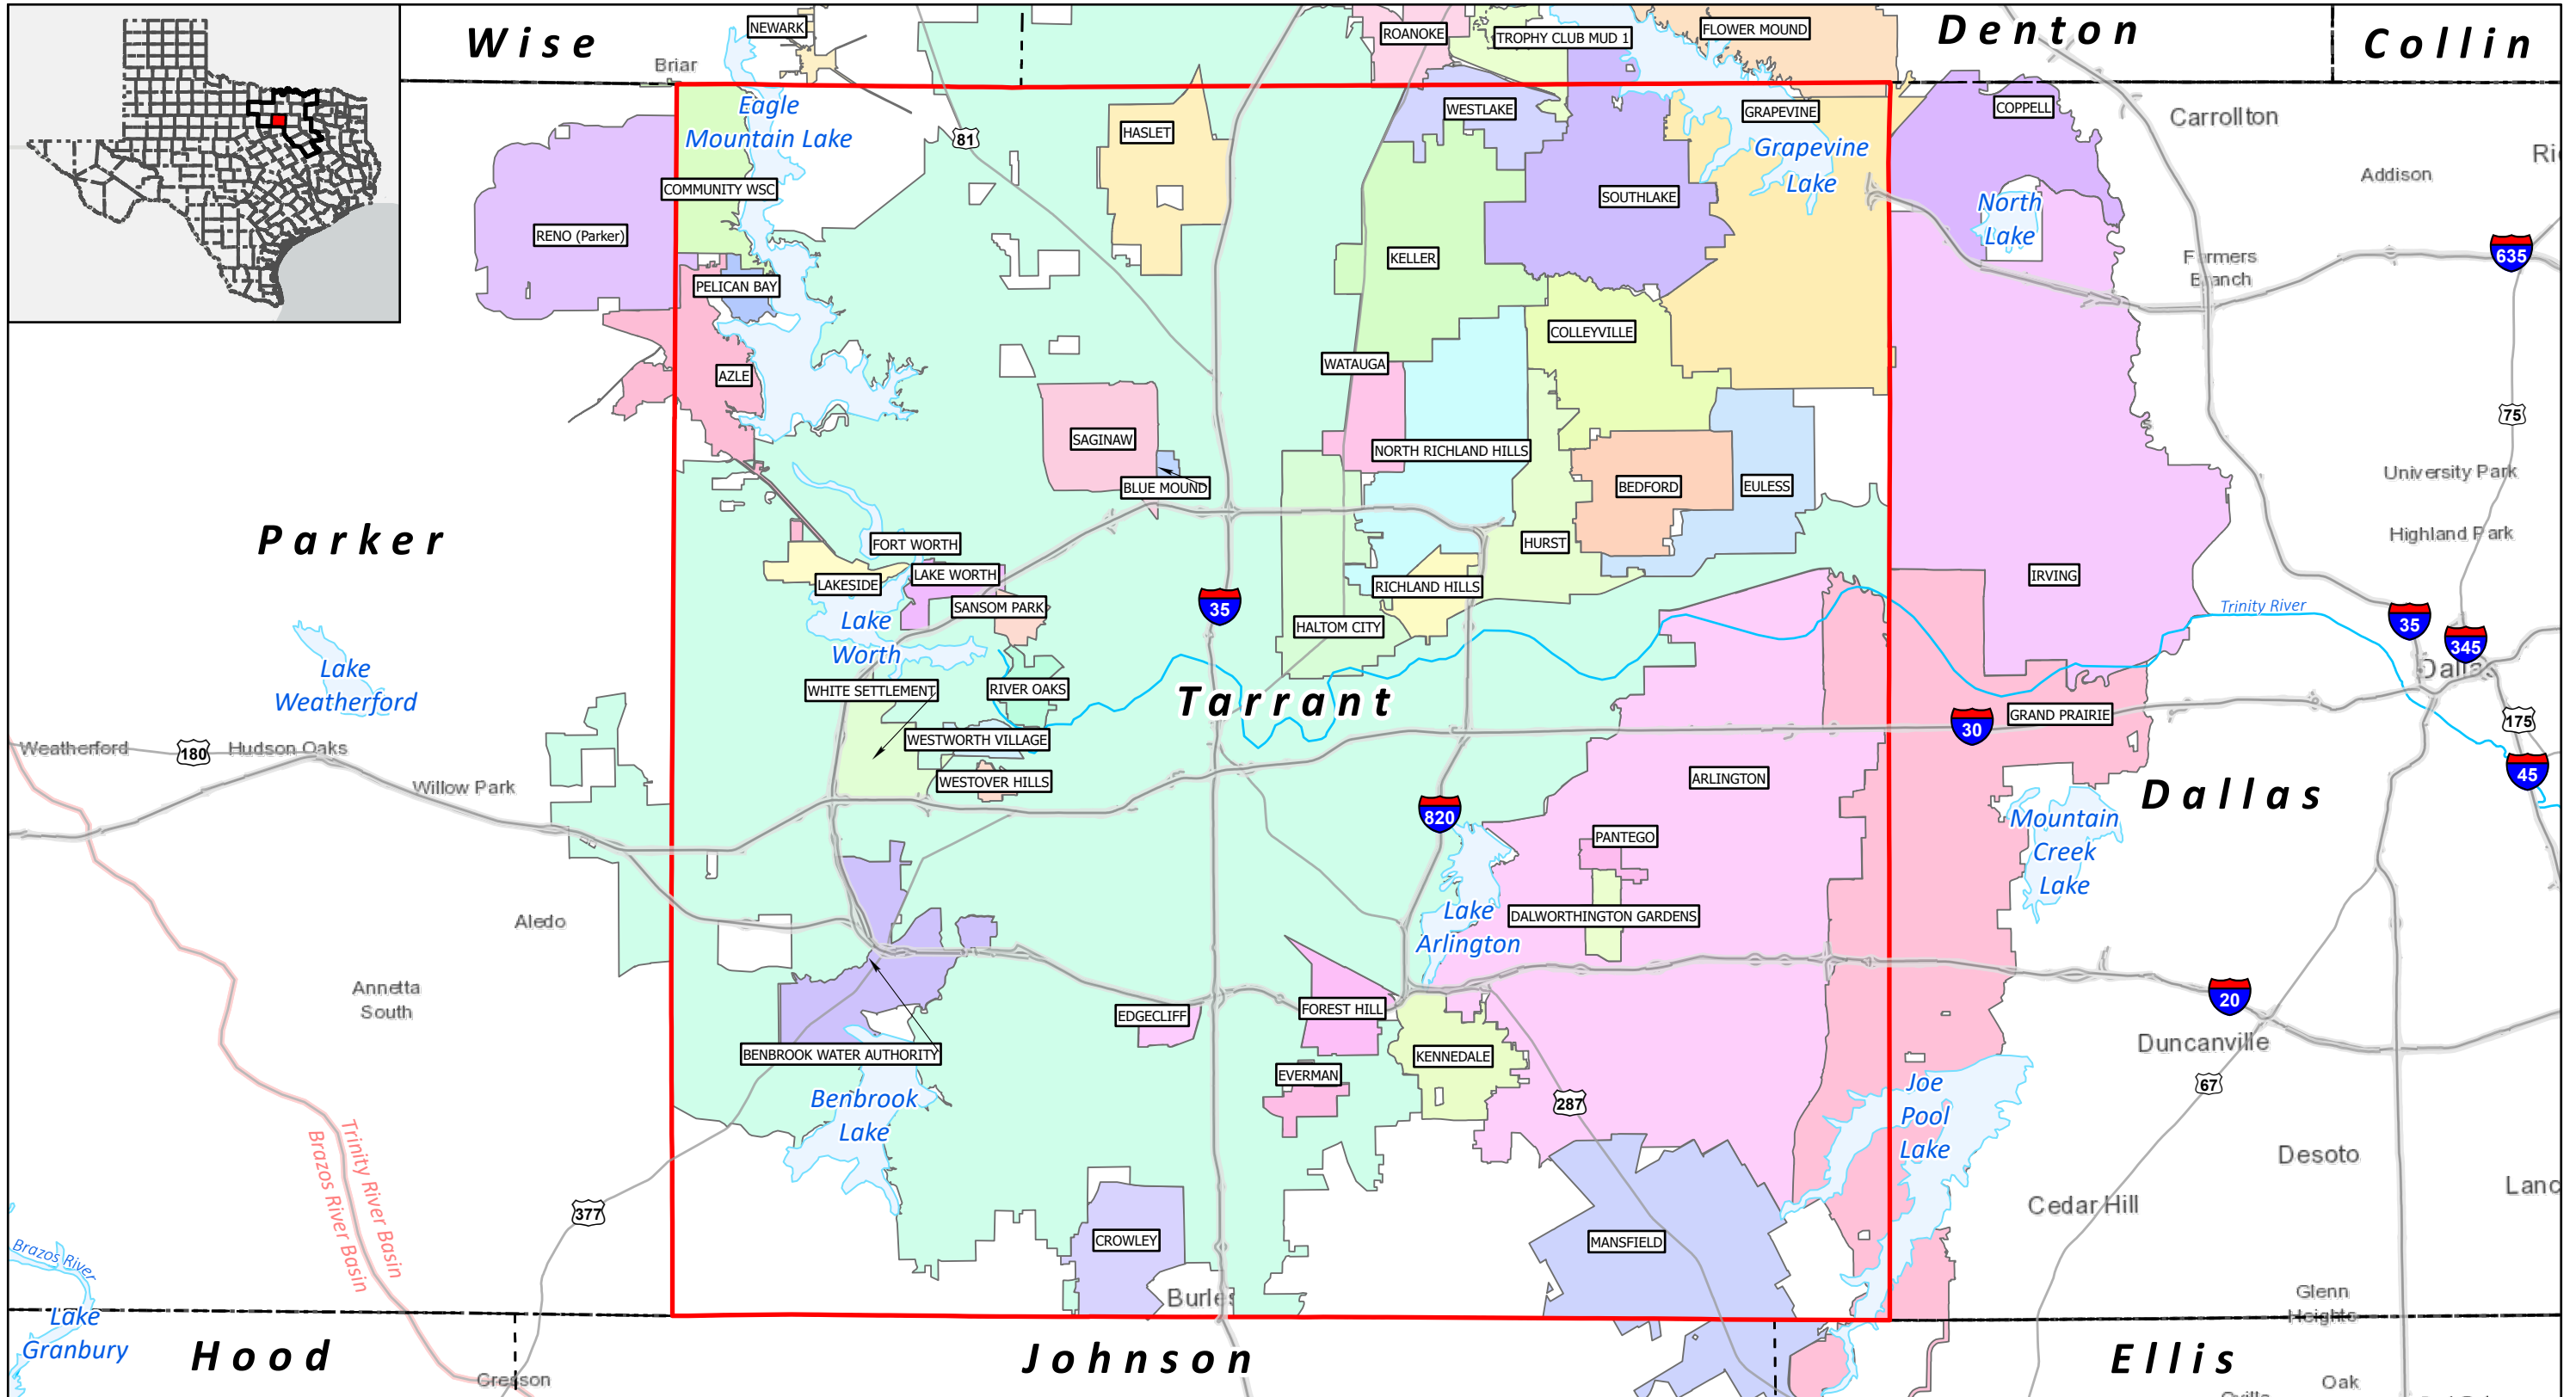 Wise
Denton
Collin
NEWARK
ROANOKE
TROPHY CLUB MUD 1
FLOWER MOUND
Briar
Eagle
Mountain Lake
81
HASLET
WESTLAKE
GRAPEVINE
Grapevine
Lake
COPPELL
Carrollton
Addison
COMMUNITY WSC
RENO (Parker)
SOUTHLAKE
North
Lake
KELLER
Farmers
Branch
635
PELICAN BAY
COLLEYVILLE
AZLE
WATAUGA
75
SAGINAW
NORTH RICHLAND HILLS
BLUE MOUND
BEDFORD
EULESS
University Park
Highland Park
Parker
FORT WORTH
HURST
LAKE WORTH
LAKESIDE
RICHLAND HILLS
IRVING
SANSOM PARK
35
HALTOM CITY
Trinity River
35
345
Lake
Worth
Lake
Weatherford
WHITE SETTLEMENT
RIVER OAKS
Tarrant
GRAND PRAIRIE
30
175
Weatherford
180
Hudson Oaks
WESTWORTH VILLAGE
Willow Park
WESTOVER HILLS
ARLINGTON
45
Dallas
820
PANTEGO
Mountain
Creek
Lake
Aledo
Lake
Arlington
DALWORTHINGTON GARDENS
Annetta
South
EDGECLIFF
FOREST HILL
20
BENBROOK WATER AUTHORITY
KENNEDALE
Duncanville
EVERMAN
Benbrook
Lake
287
Joe
Pool
Lake
67
Trinity River Basin
Brazos River Basin
Desoto
377
Cedar Hill
CROWLEY
MANSFIELD
Brazos River
Glenn
Heights
Lake
Granbury
Hood
Johnson
Ellis
Cresson
Oak